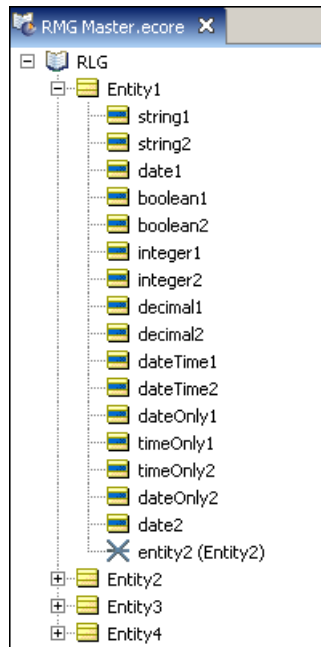 RMG Master.ecore
RLG
Entity1
string1
string2
date1
boolean1
boolean2
integer1
integer2
decimal1
decimal2
dateTime1
dateTime2
dateOnly1
timeOnly1
timeOnly2
dateOnly2
date2
entity2 (Entity2)
Entity2
Entity3
Entity4